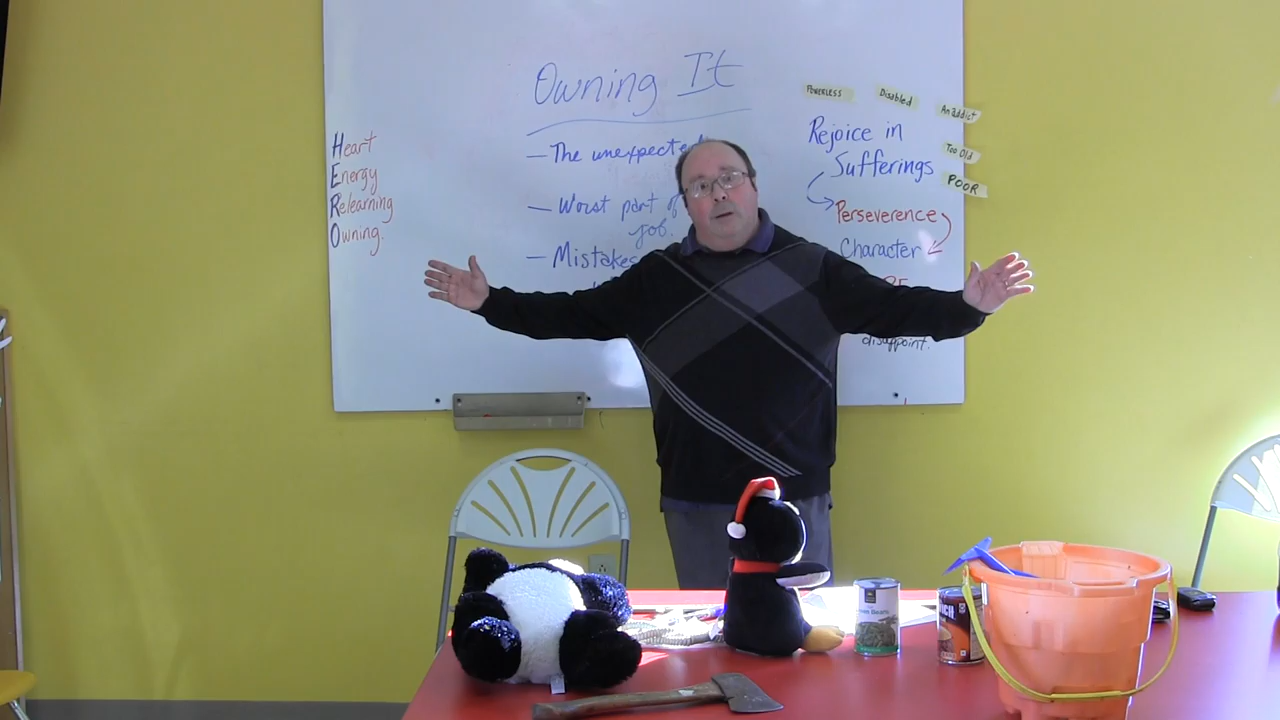 Owning It
Heart
Energy
Relearning
Owning.
— The unexpected
— Worst part of
job.
— Mistakes
POWERLESS
Disabled
An addict
Too Old
POOR
Rejoice in
Sufferings
Perseverence
Character
disappoint.
Beans